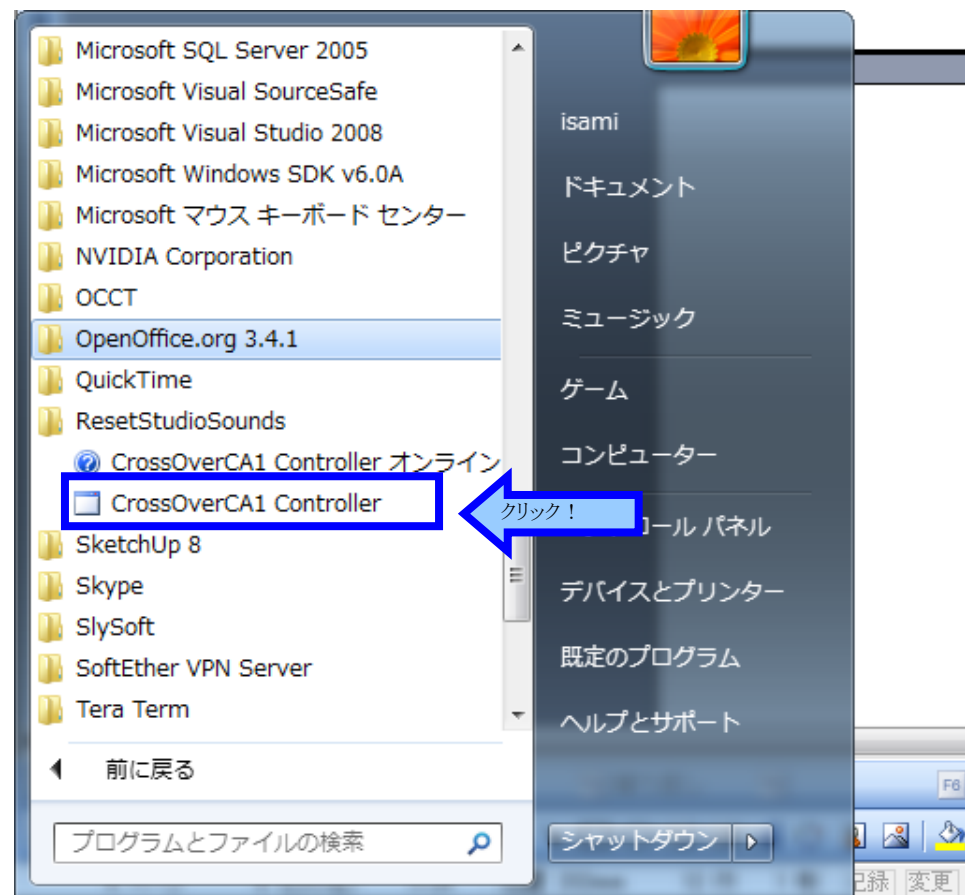 Microsoft SQL Server 2005
Microsoft Visual SourceSafe
Microsoft Visual Studio 2008
Microsoft Windows SDK v6.0A
Microsoft マウス キーボード センター
NVIDIA Corporation
OCCT
OpenOffice.org 3.4.1
QuickTime
ResetStudioSounds
CrossOverCA1 Controller オンライン
CrossOverCA1 Controller
クリック！
SketchUp 8
Skype
SlySoft
SoftEther VPN Server
Tera Term
前に戻る
プログラムとファイルの検索
isami
ドキュメント
ピクチャ
ミュージック
ゲーム
コンピューター
ロール パネル
デバイスとプリンター
既定のプログラム
ヘルプとサポート
シャットダウン
F6
記録 変更